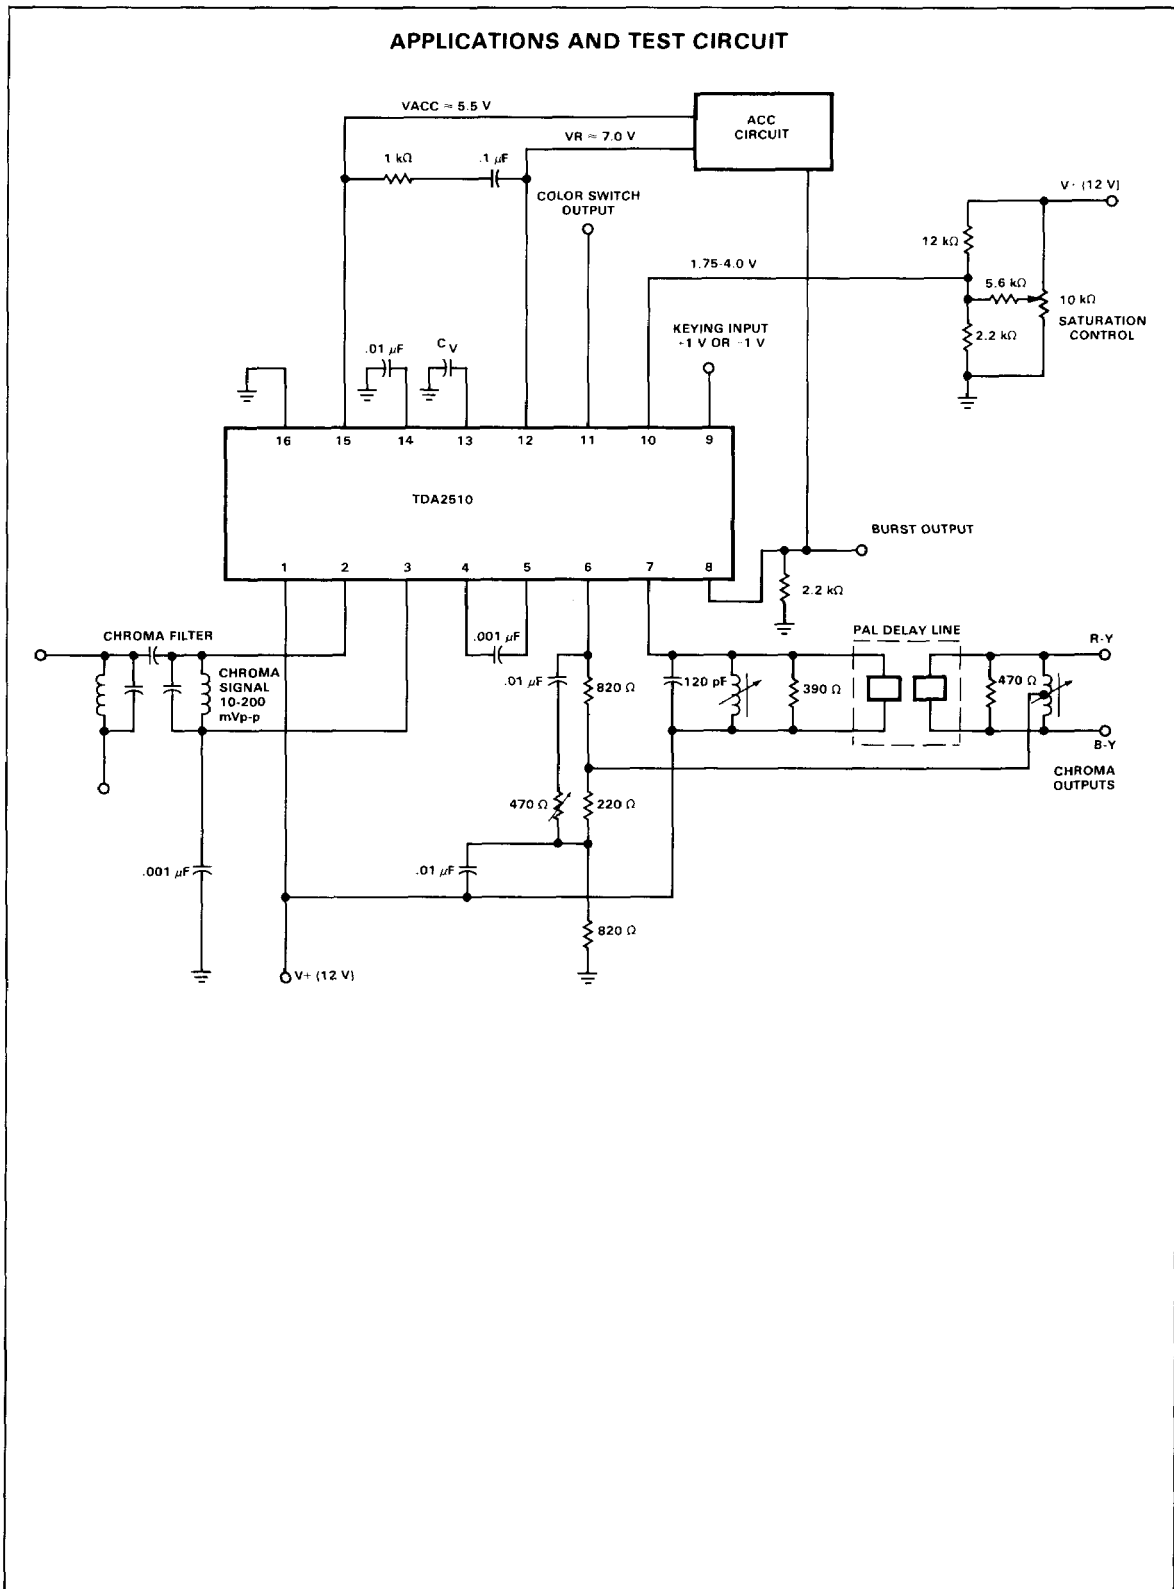 APPLICATIONS AND TEST CIRCUIT
VACC ≈ 5.5 V
ACC
CIRCUIT
VR ≈ 7.0 V
1 kΩ
.1 µF
COLOR SWITCH
OUTPUT
V+ (12 V)
12 kΩ
1.75-4.0 V
5.6 kΩ
10 kΩ
SATURATION
CONTROL
2.2 kΩ
KEYING INPUT
+1 V OR -1 V
.01 µF
CV
16
15
14
13
12
11
10
9
TDA2510
BURST OUTPUT
1
2
3
4
5
6
7
8
2.2 kΩ
CHROMA FILTER
.001 µF
PAL DELAY LINE
R-Y
CHROMA
SIGNAL
10-200
mVp-p
.01 µF
820 Ω
120 pF
390 Ω
470 Ω
B-Y
CHROMA
OUTPUTS
470 Ω
220 Ω
.001 µF
.01 µF
820 Ω
V+ (12 V)